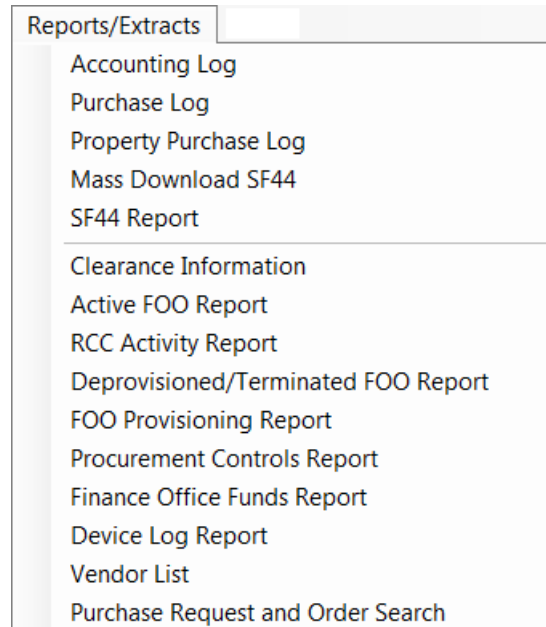 Reports/Extracts
Accounting Log
Purchase Log
Property Purchase Log
Mass Download SF44
SF44 Report
Clearance Information
Active FOO Report
RCC Activity Report
Deprovisioned/Terminated FOO Report
FOO Provisioning Report
Procurement Controls Report
Finance Office Funds Report
Device Log Report
Vendor List
Purchase Request and Order Search